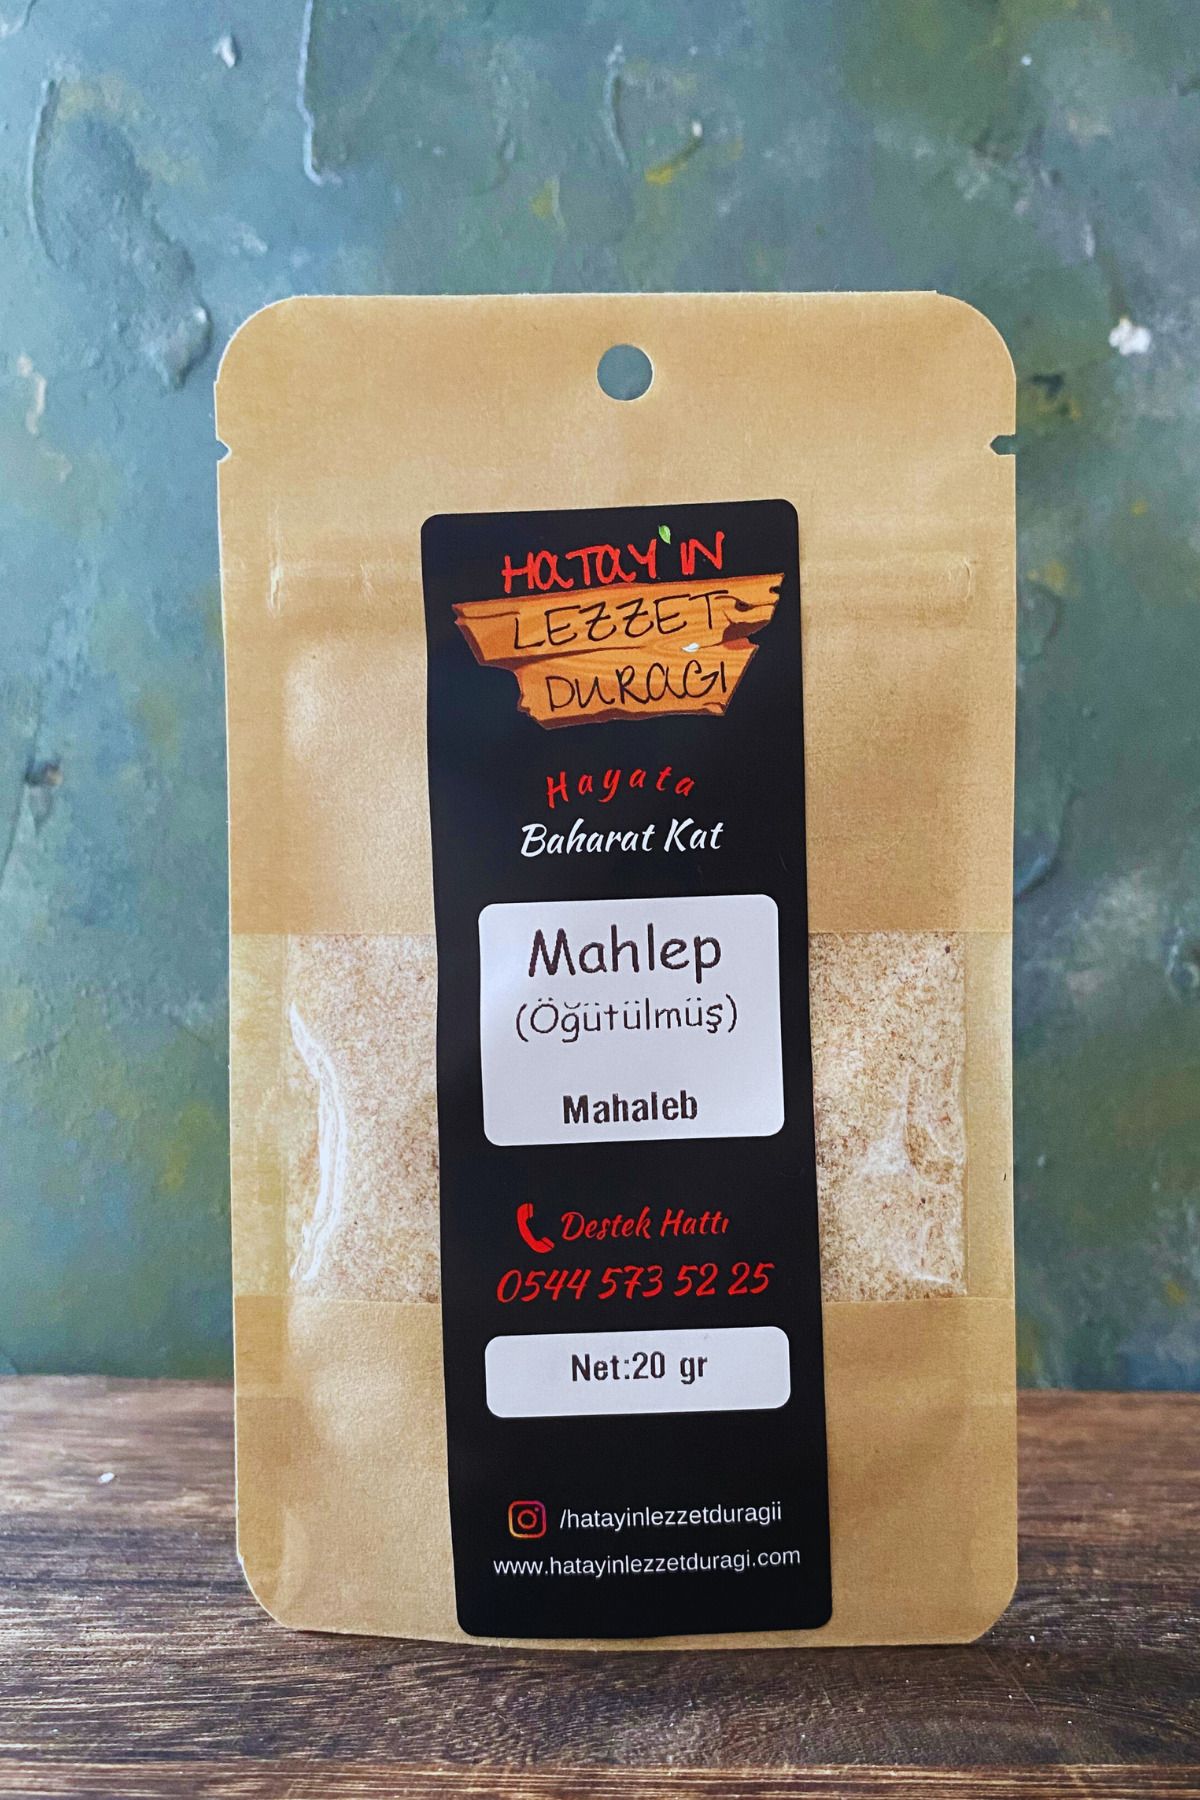 HATAY'IN
LEZZET
DURAGI
Hayata
Baharat Kat
Mahlep
(Öğütülmüş)
Mahaleb
Destek Hattı
0544 573 52 25
Net:20 gr
/hatayinlezzetduragii
www.hatayinlezzetduragi.com